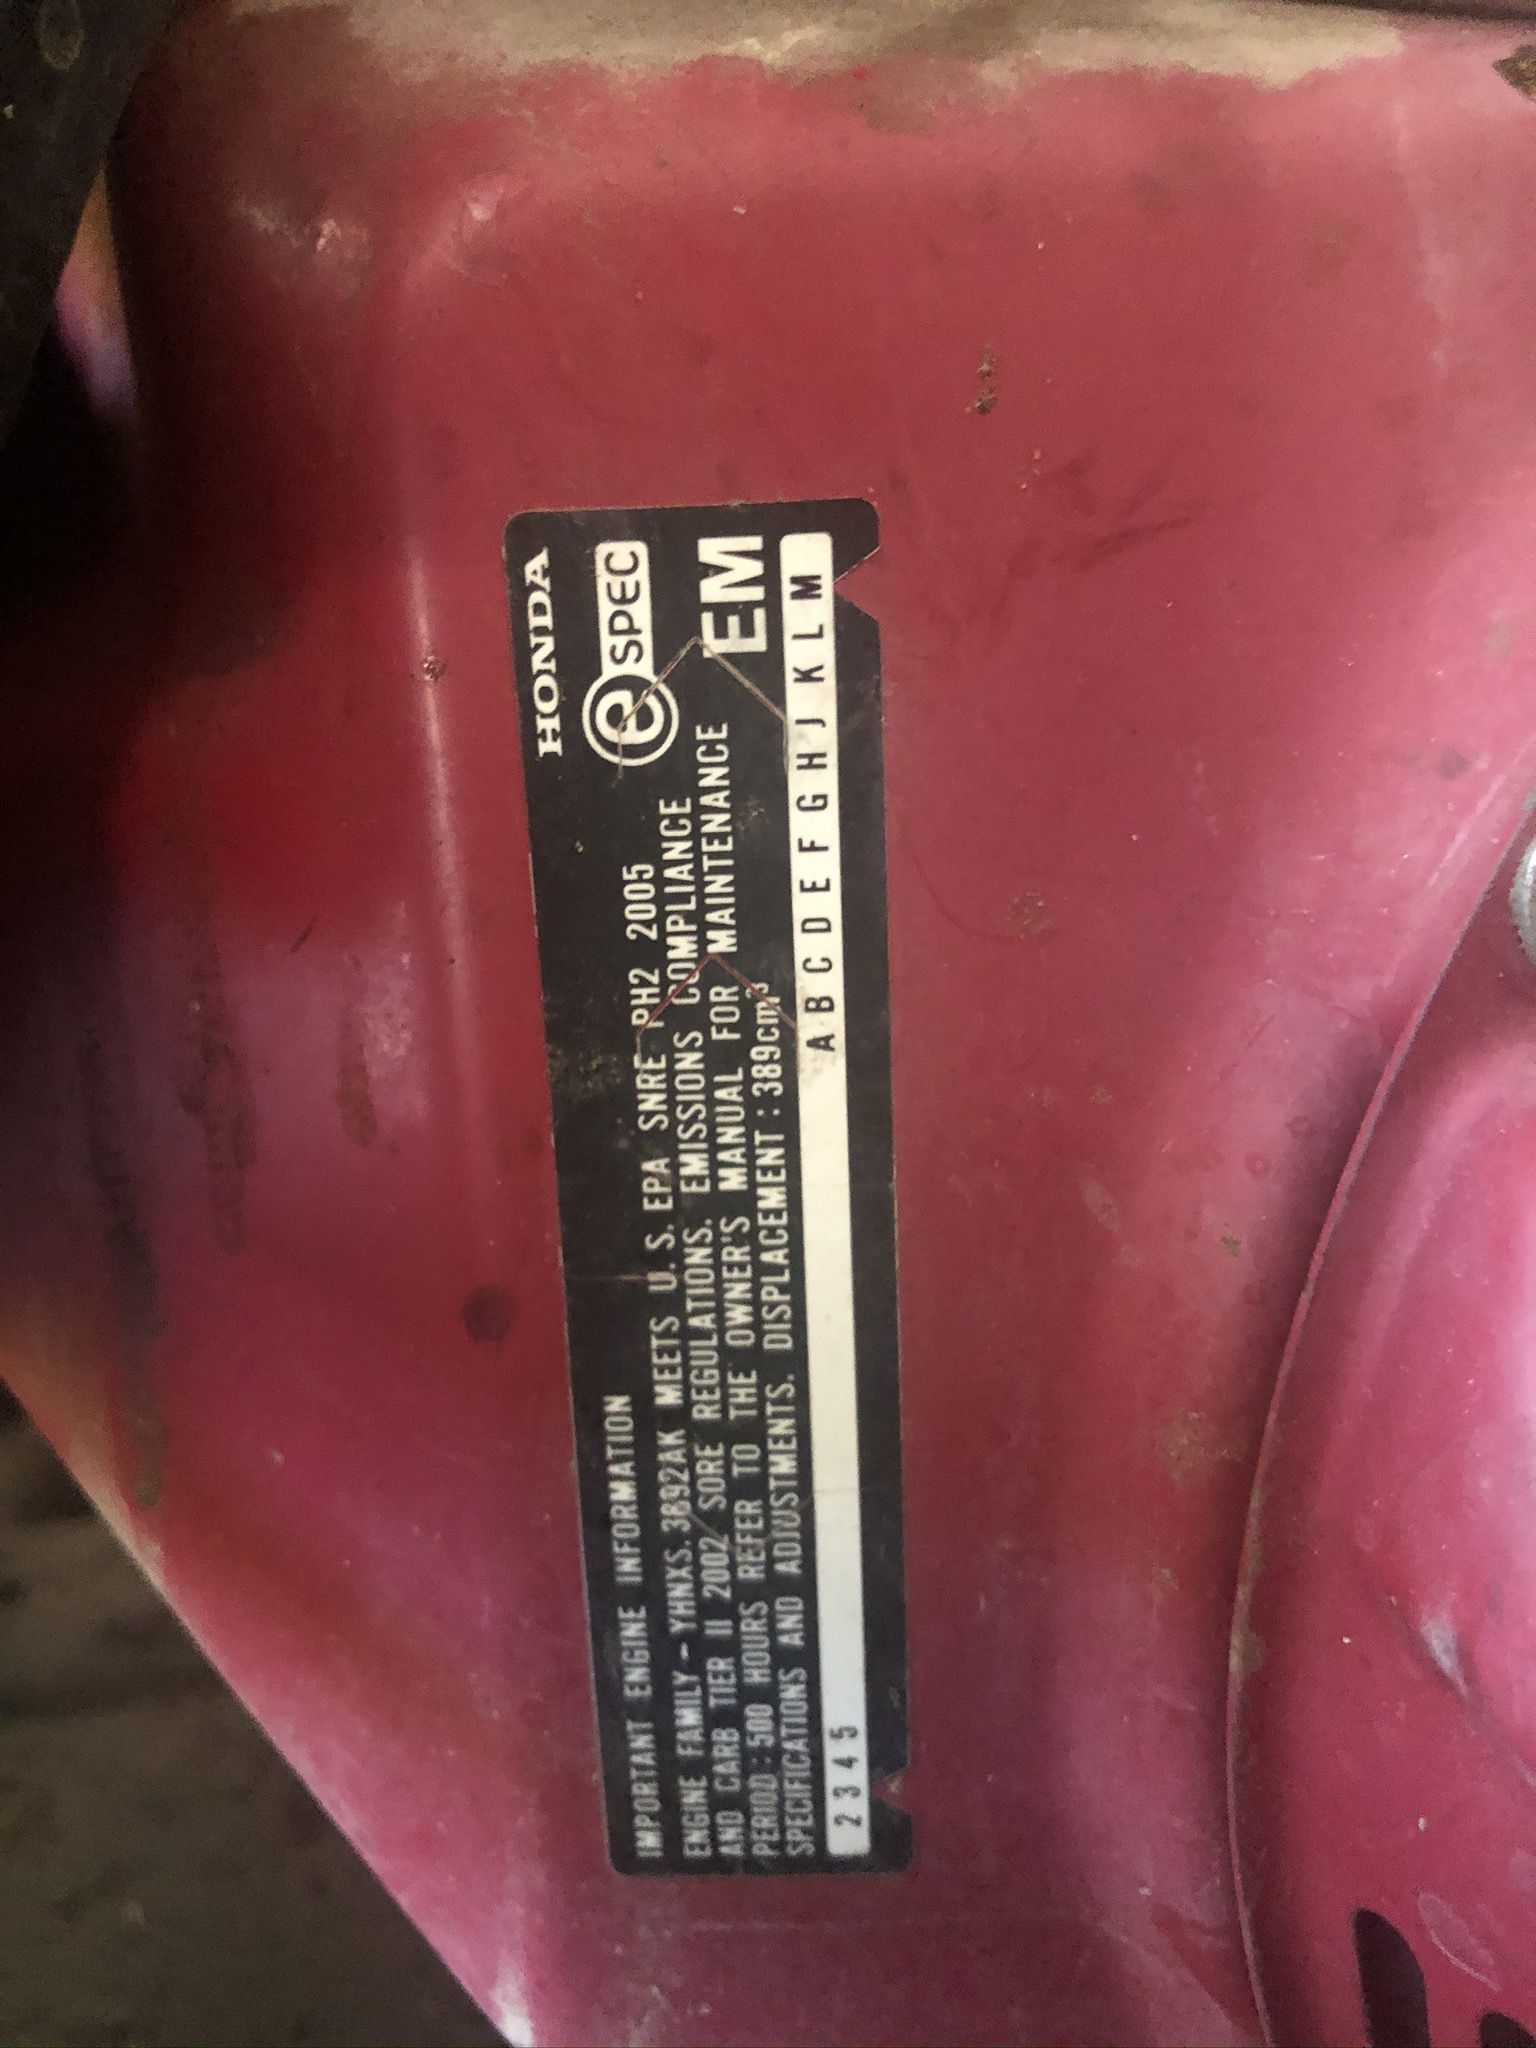 HONDA
e SPEC
EM
IMPORTANT ENGINE INFORMATION
ENGINE FAMILY - YHNXS.3892AK MEETS U.S. EPA SNRE PH2 2005
AND CARB TIER II 2002 SORE REGULATIONS. EMISSIONS COMPLIANCE
PERIOD : 500 HOURS REFER TO THE OWNER'S MANUAL FOR MAINTENANCE
SPECIFICATIONS AND ADJUSTMENTS. DISPLACEMENT : 389cm³
2 3 4 5 A B C D E F G H J K L M